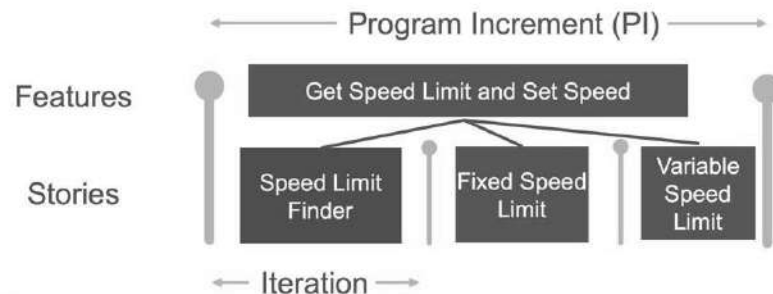 Program Increment (PI)
Features
Get Speed Limit and Set Speed
Stories
Speed Limit
Finder
Fixed Speed
Limit
Variable
Speed
Limit
Iteration